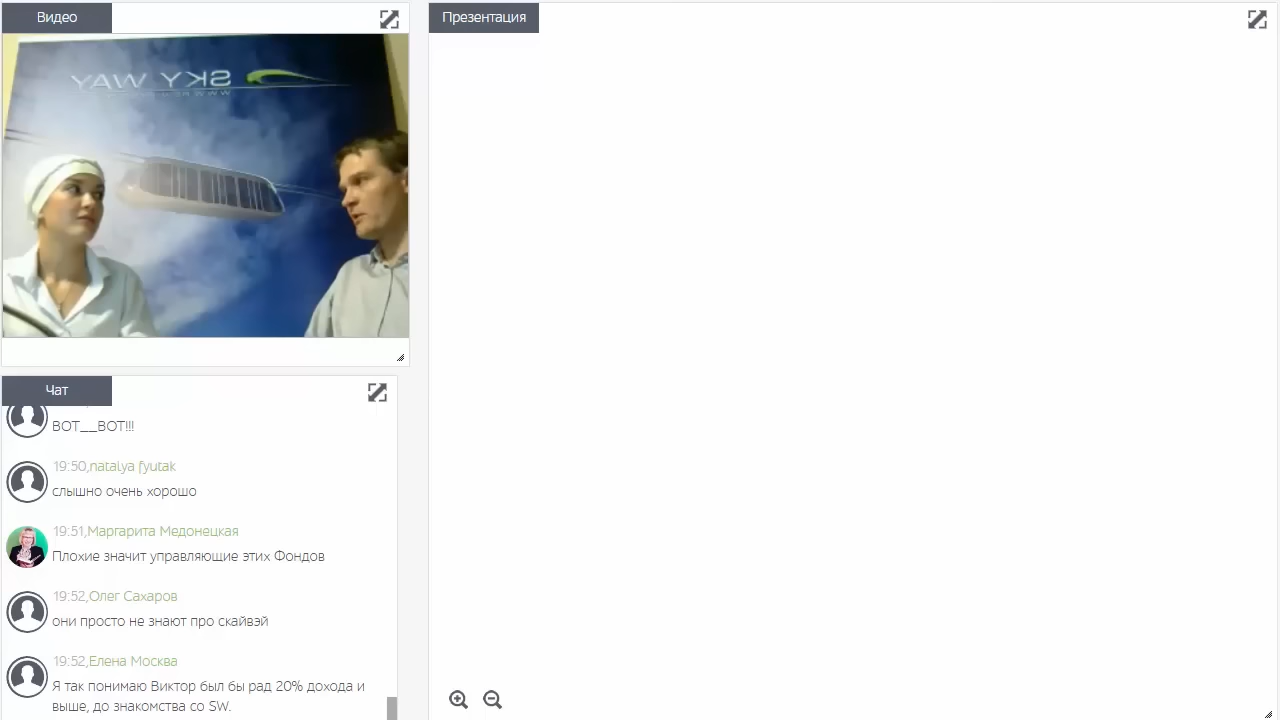 Видео
SKY WAY
Презентация
Чат
ВОТ__ВОТ!!!
19:50,natalya fyutak
слышно очень хорошо
19:51,Маргарита Медонецкая
Плохие значит управляющие этих Фондов
19:52,Олег Сахаров
они просто не знают про скайвэй
19:52,Елена Москва
Я так понимаю Виктор был бы рад 20% дохода и
выше, до знакомства со SW.